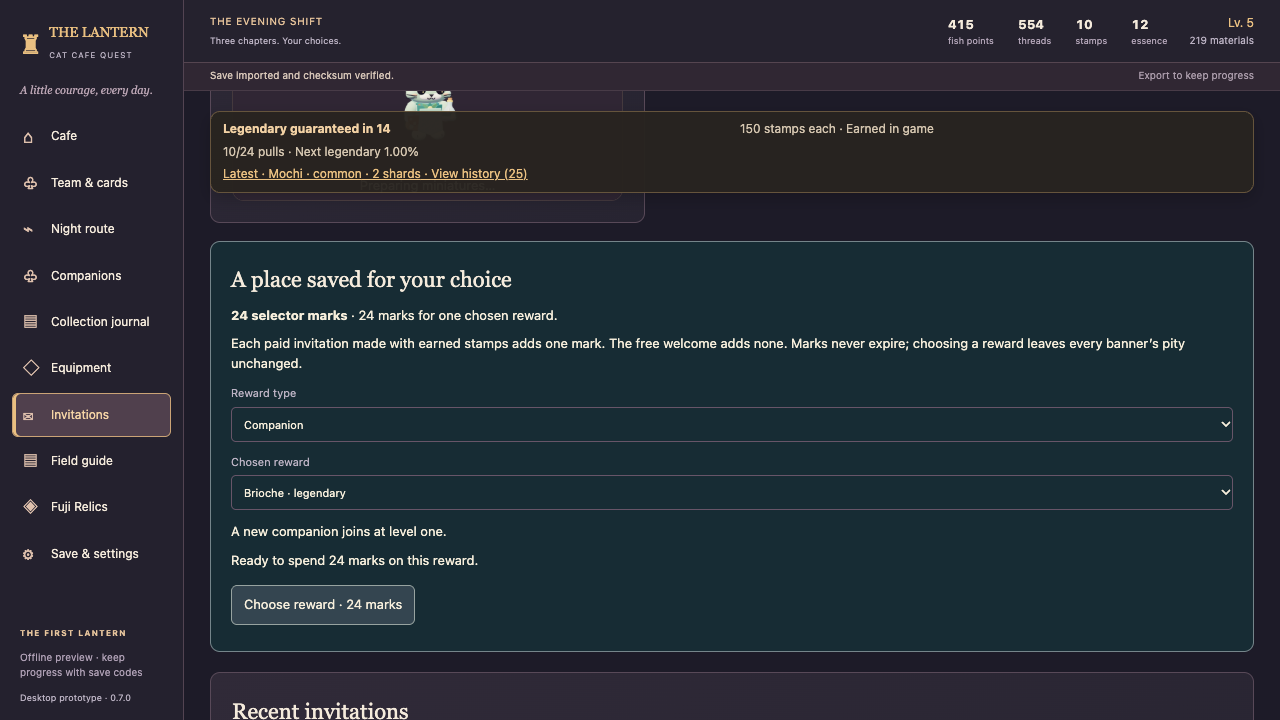 THE LANTERN
CAT CAFE QUEST
A little courage, every day.
Cafe
Team & cards
Night route
Companions
Collection journal
Equipment
Invitations
Field guide
Fuji Relics
Save & settings
THE FIRST LANTERN
Offline preview · keep
progress with save codes
Desktop prototype · 0.7.0
THE EVENING SHIFT
Three chapters. Your choices.
415
fish points
554
threads
10
stamps
12
essence
Lv. 5
219 materials
Save imported and checksum verified.
Export to keep progress
Legendary guaranteed in 14
150 stamps each · Earned in game
10/24 pulls · Next legendary 1.00%
Latest · Mochi · common · 2 shards · View history (25)
A place saved for your choice
24 selector marks · 24 marks for one chosen reward.
Each paid invitation made with earned stamps adds one mark. The free welcome adds none. Marks never expire; choosing a reward leaves every banner's pity
unchanged.
Reward type
Companion
Chosen reward
Brioche · legendary
A new companion joins at level one.
Ready to spend 24 marks on this reward.
Choose reward · 24 marks
Recent invitations